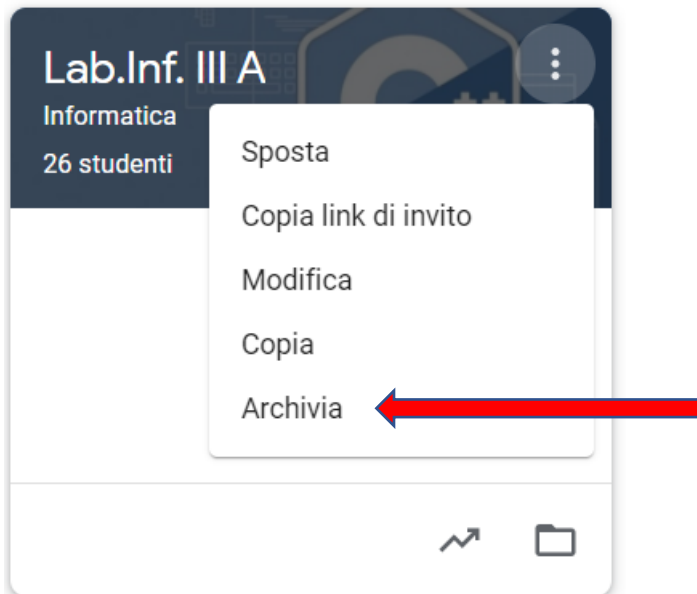 Lab.Inf. III A
Informatica
26 studenti
Sposta
Copia link di invito
Modifica
Copia
Archivia